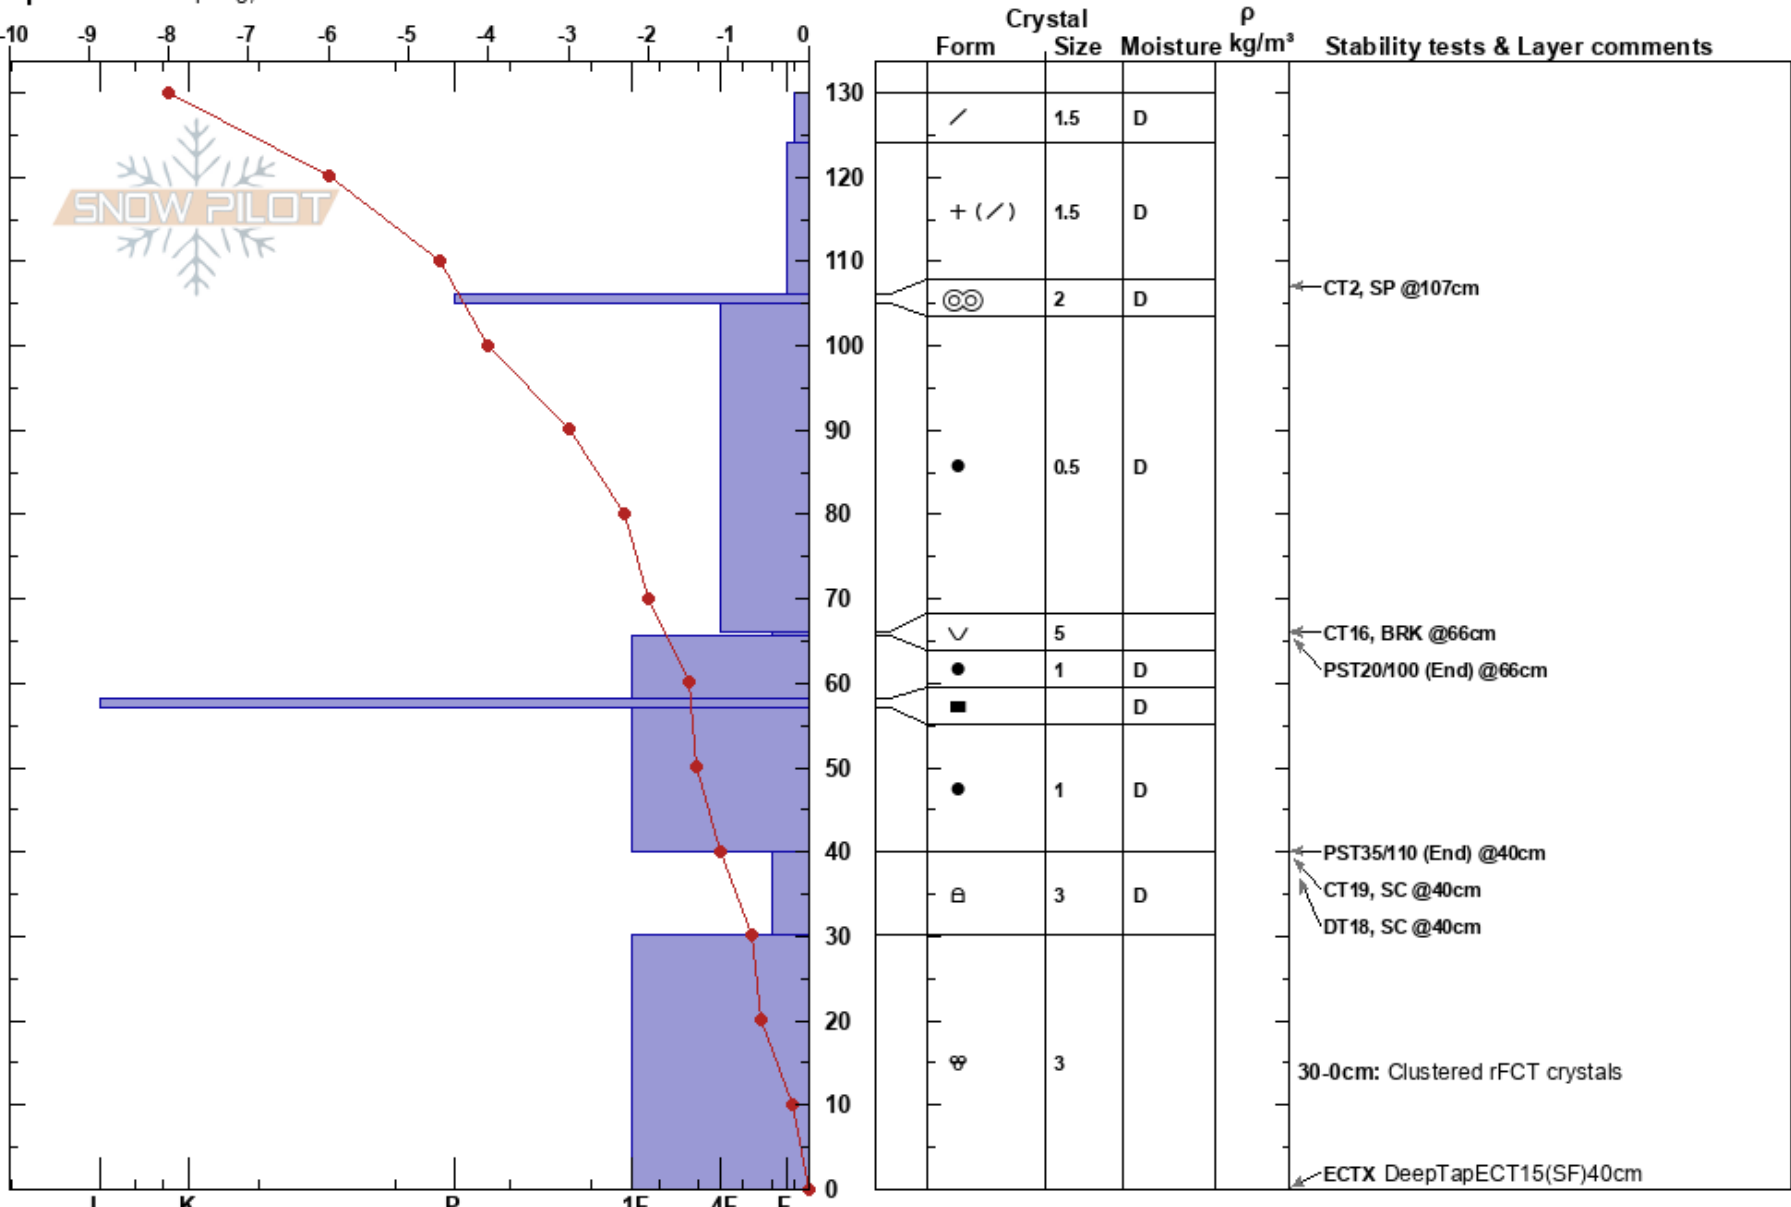 Crystal ρ
-10 -9 -8 -7 -6 -5 -4 -3 -2 -1 0 Form Size Moisture kg/m³ Stability tests & Layer comments
130
/ 1.5 D
SNOW PILOT
120
+ (/) 1.5 D
110
CT2, SP @107cm
2 D
100
90
● 0.5 D
80
70
V 5 CT16, BRK @66cm
● 1 D PST20/100 (End) @66cm
60
■ D
50
● 1 D
40 PST35/110 (End) @40cm
3 D CT19, SC @40cm
DT18, SC @40cm
30
20
3 30-0cm: Clustered rFCT crystals
10
ECTX DeepTapECT15(SF)40cm
0
I K P 1F 4F F